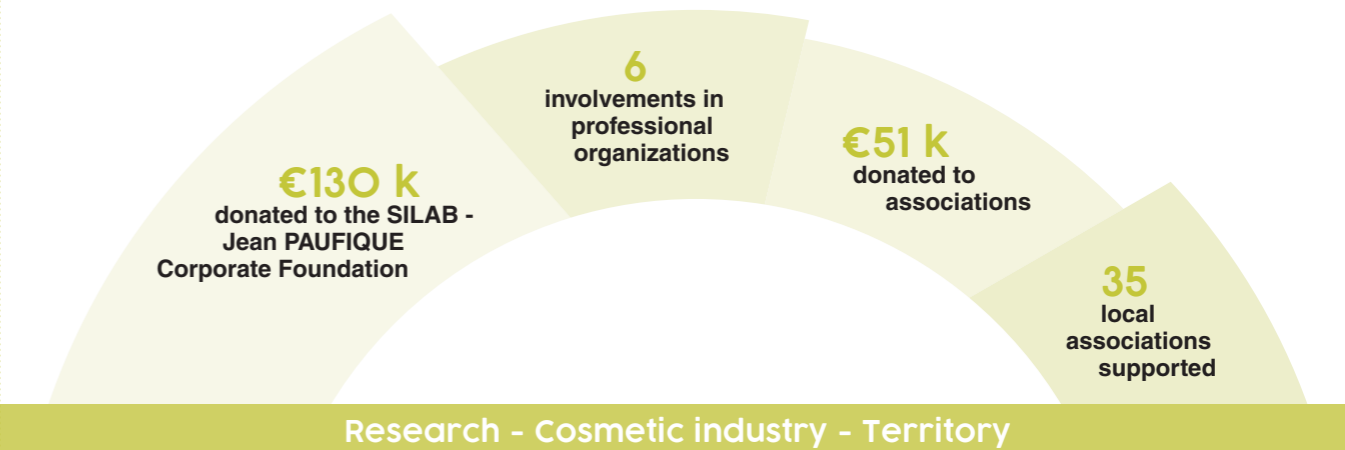 €130 k
donated to the SILAB -
Jean PAUFIQUE
Corporate Foundation
6
involvements in
professional
organizations
€51 k
donated to
associations
35
local
associations
supported
Research - Cosmetic industry - Territory